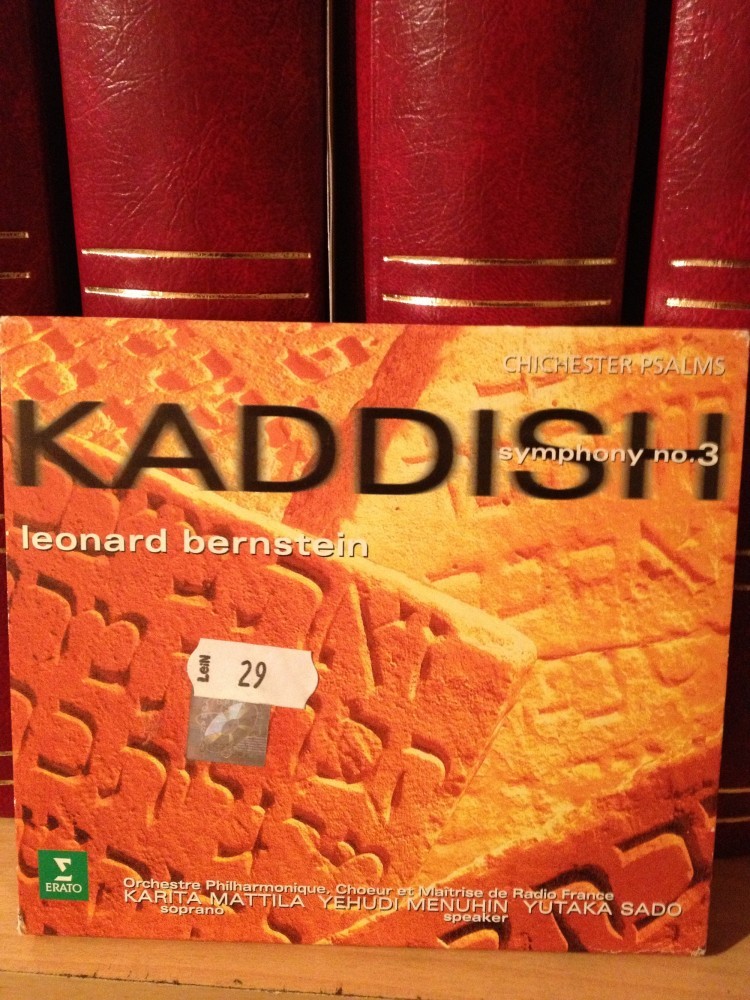 CHICHESTER PSALMS
KADDISH
symphony no.3
leonard bernstein
LeiN 29
ERATO
Orchestre Philharmonique, Choeur et Maîtrise de Radio France
KARITA MATTILA YEHUDI MENUHIN YUTAKA SADO
soprano speaker